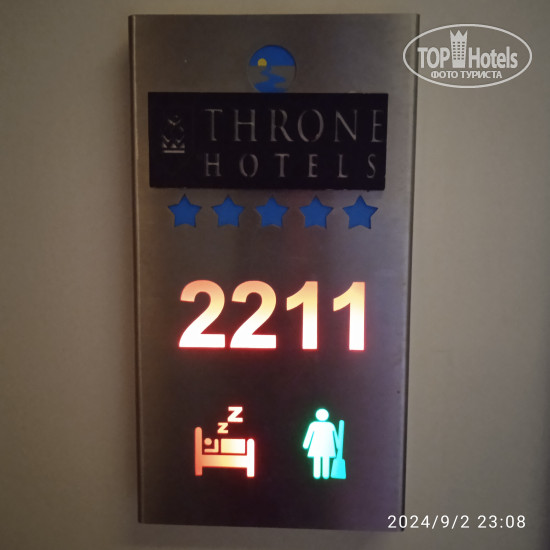 TOP Hotels
ФОТО ТУРИСТА
THRONE
HOTELS
2211
z
z
2024/9/2 23:08